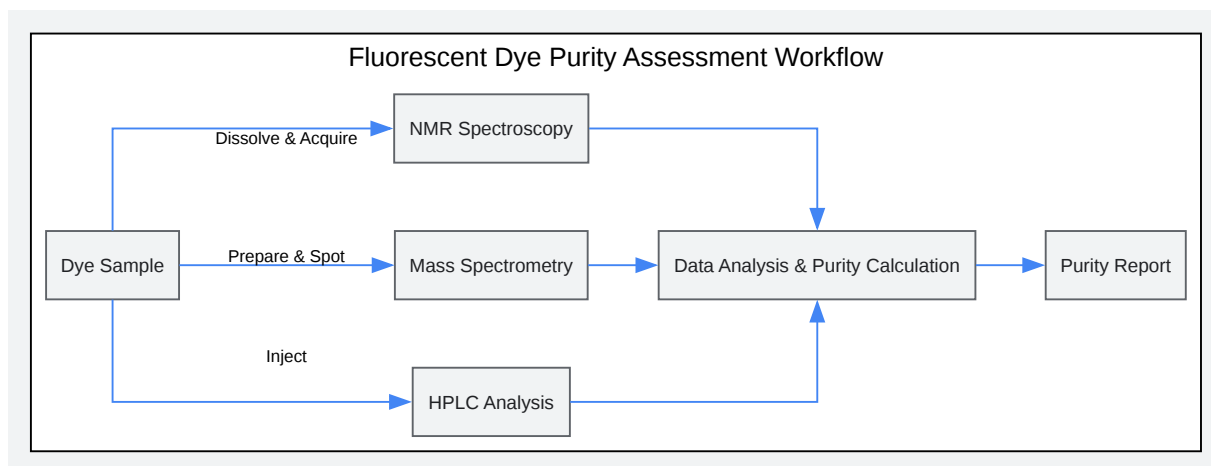 Fluorescent Dye Purity Assessment Workflow
NMR Spectroscopy
Dissolve & Acquire
Dye Sample
Prepare & Spot
Mass Spectrometry
Data Analysis & Purity Calculation
Purity Report
Inject
HPLC Analysis